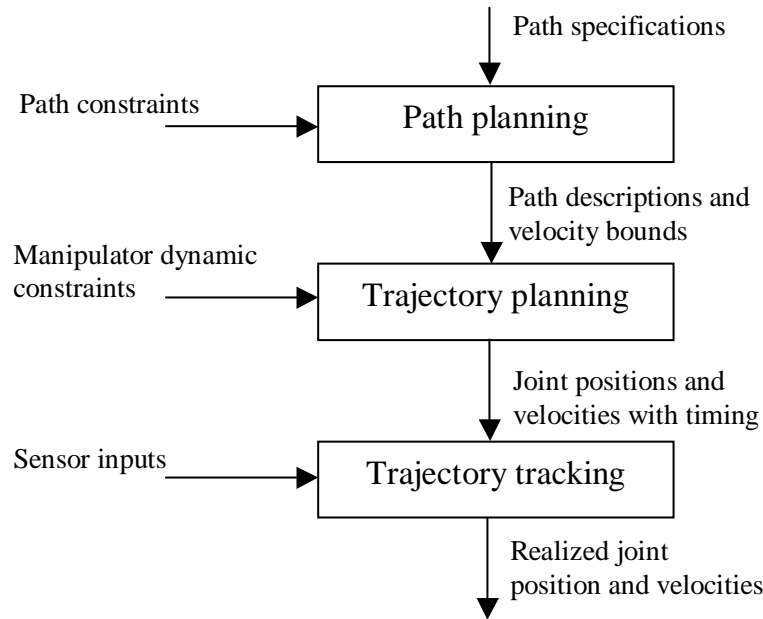 Path specifications
Path constraints
Path planning
Path descriptions and
velocity bounds
Manipulator dynamic
constraints
Trajectory planning
Joint positions and
velocities with timing
Sensor inputs
Trajectory tracking
Realized joint
position and velocities